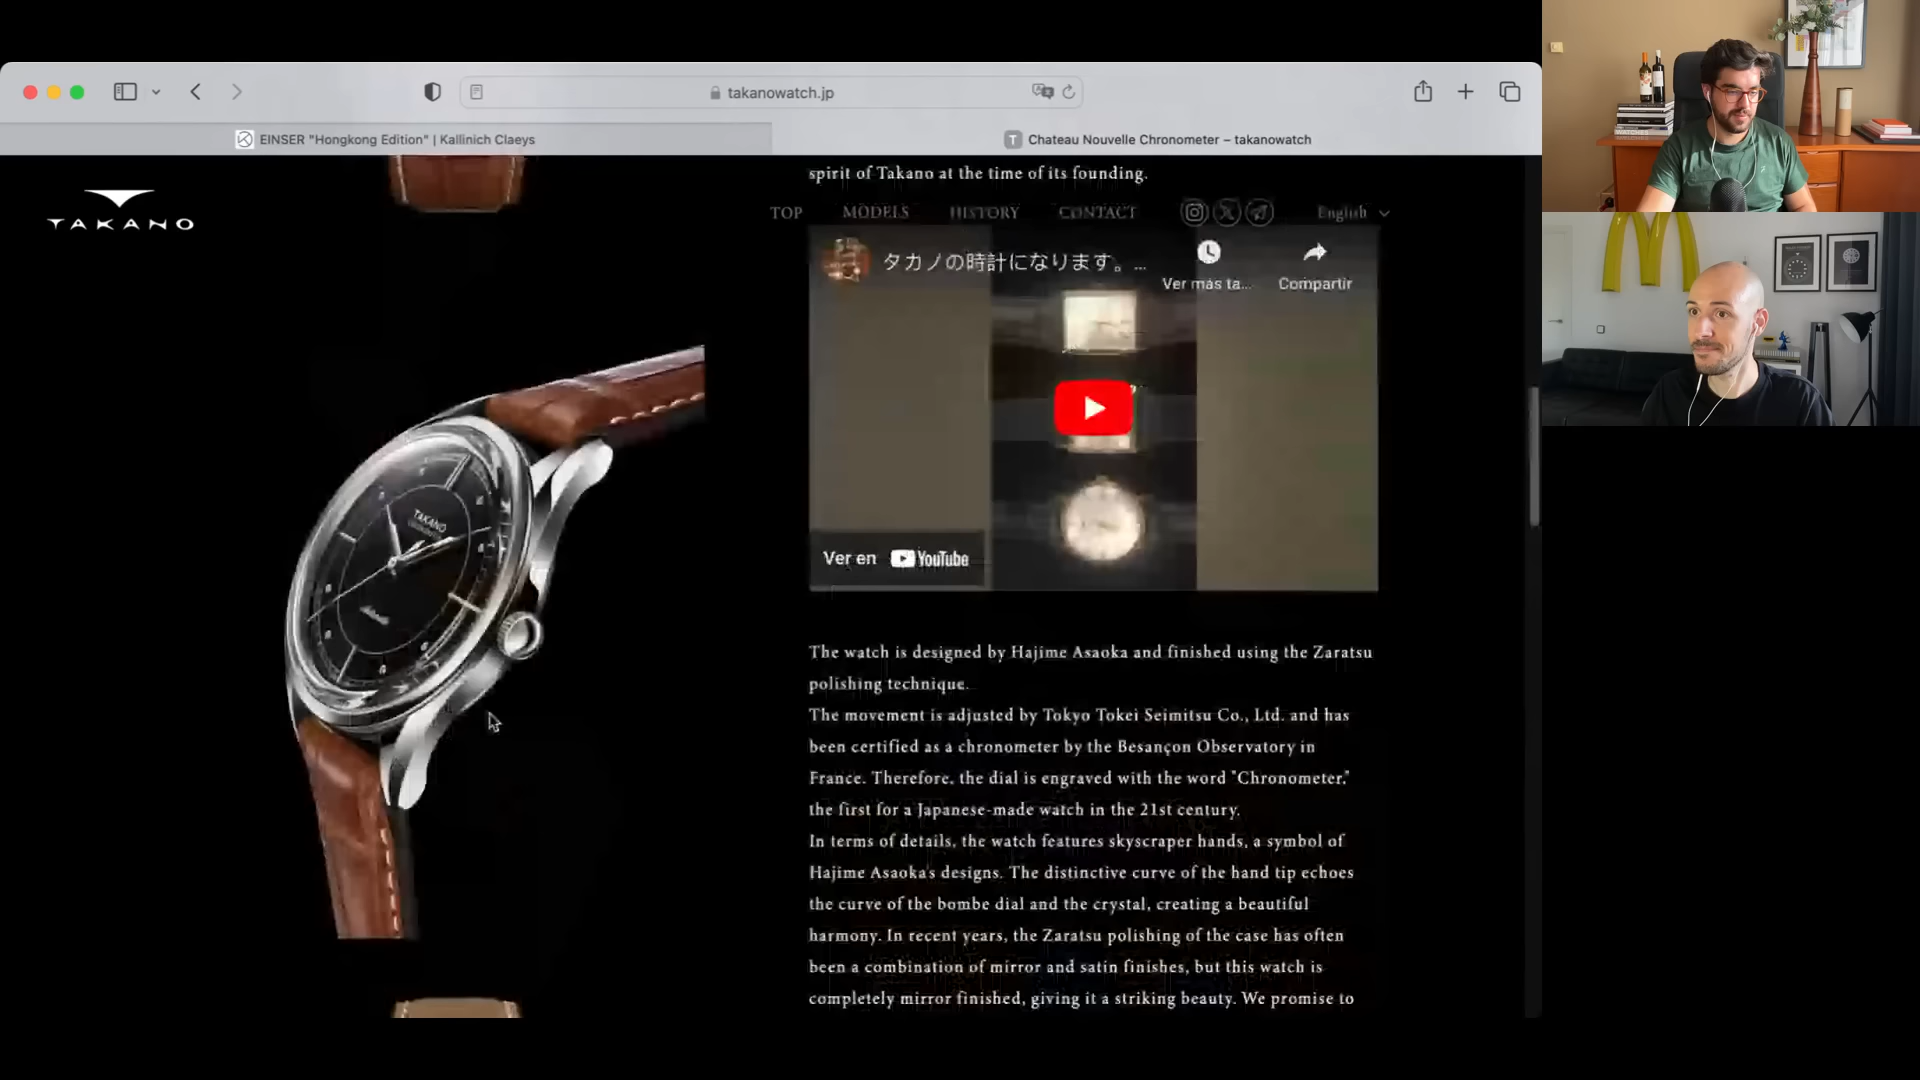 takanowatch.jp
EINSER "Hongkong Edition" | Kallinich Claeys
T Chateau Nouvelle Chronometer – takanowatch
TAKANO
spirit of Takano at the time of its founding.
TOP MODELS HISTORY CONTACT English
タカノの時計になります。...
Ver más ta...
Compartir
TAKANO
Ver en YouTube
The watch is designed by Hajime Asaoka and finished using the Zaratsu
polishing technique.
The movement is adjusted by Tokyo Tokei Seimitsu Co., Ltd. and has
been certified as a chronometer by the Besançon Observatory in
France. Therefore, the dial is engraved with the word "Chronometer,"
the first for a Japanese-made watch in the 21st century.
In terms of details, the watch features skyscraper hands, a symbol of
Hajime Asaoka's designs. The distinctive curve of the hand tip echoes
the curve of the bombe dial and the crystal, creating a beautiful
harmony. In recent years, the Zaratsu polishing of the case has often
been a combination of mirror and satin finishes, but this watch is
completely mirror finished, giving it a striking beauty. We promise to